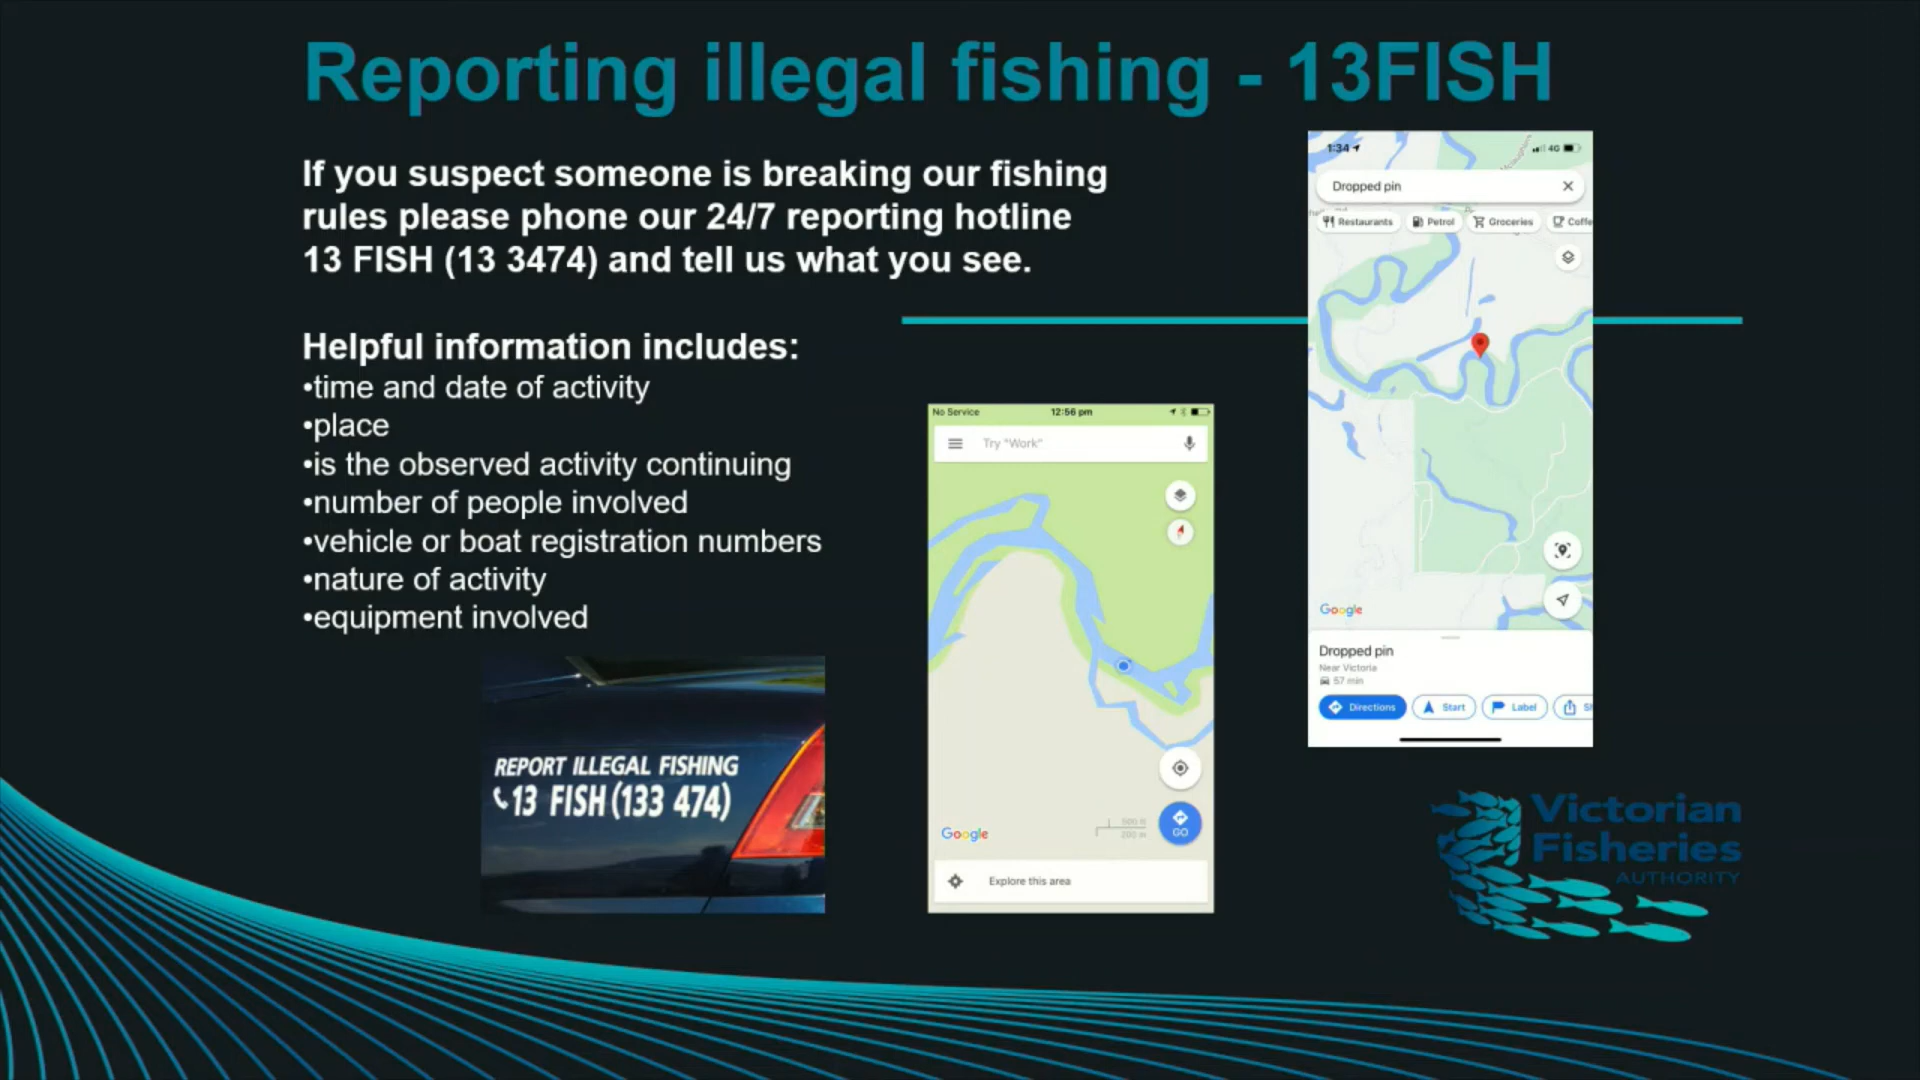 Reporting illegal fishing - 13FISH
If you suspect someone is breaking our fishing
rules please phone our 24/7 reporting hotline
13 FISH (13 3474) and tell us what you see.
Helpful information includes:
•time and date of activity
•place
•is the observed activity continuing
•number of people involved
•vehicle or boat registration numbers
•nature of activity
•equipment involved
REPORT ILLEGAL FISHING
13 FISH (133 474)
No Service 12:56 pm
Try "Work"
500 ft
200 m
GO
Google
Explore this area
1:34 4G
Dropped pin
Restaurants Petrol Groceries Coffe
Google
Dropped pin
Near Victoria
57 min
Directions Start Label
Victorian
Fisheries
AUTHORITY